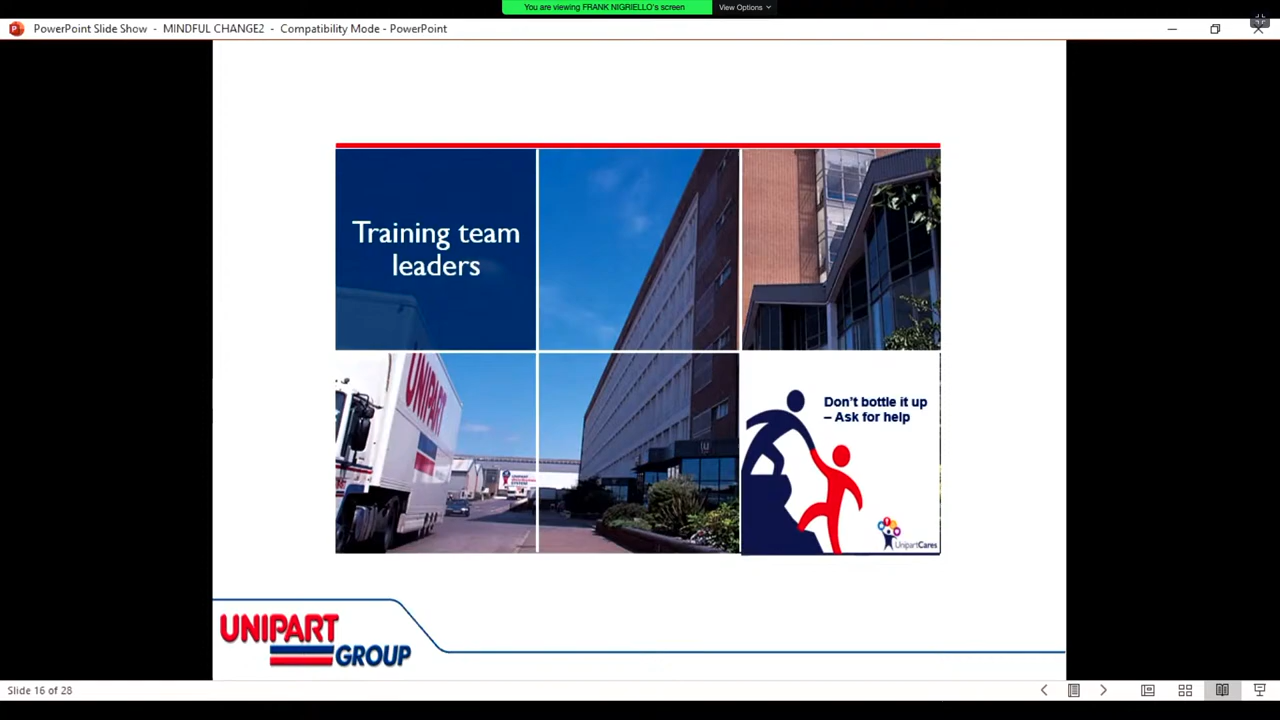 You are viewing FRANK NIGRIELLO's screen
View Options
PowerPoint Slide Show - MINDFUL CHANGE2 - Compatibility Mode - PowerPoint
Training team
leaders
UNIPART
UNIPART
Don't bottle it up
– Ask for help
UnipartCares
UNIPART
GROUP
Slide 16 of 28